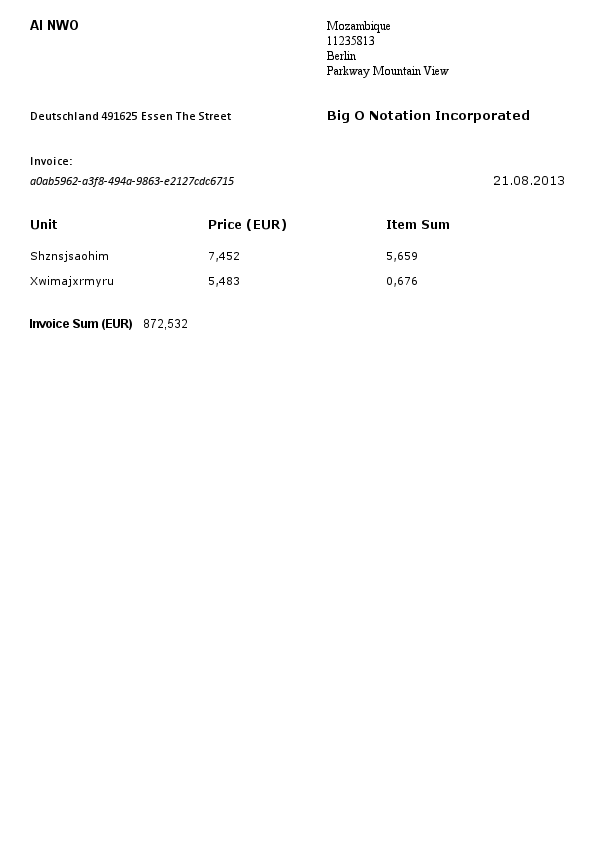 AI NWO
Mozambique
11235813
Berlin
Parkway Mountain View
Deutschland 491625 Essen The Street
Big O Notation Incorporated
Invoice:
a0ab5962-a3f8-494a-9863-e2127cdc6715
21.08.2013
Unit Price (EUR) Item Sum
Shznsjsaohim 7,452 5,659
Xwimajxrmyru 5,483 0,676
Invoice Sum (EUR) 872,532